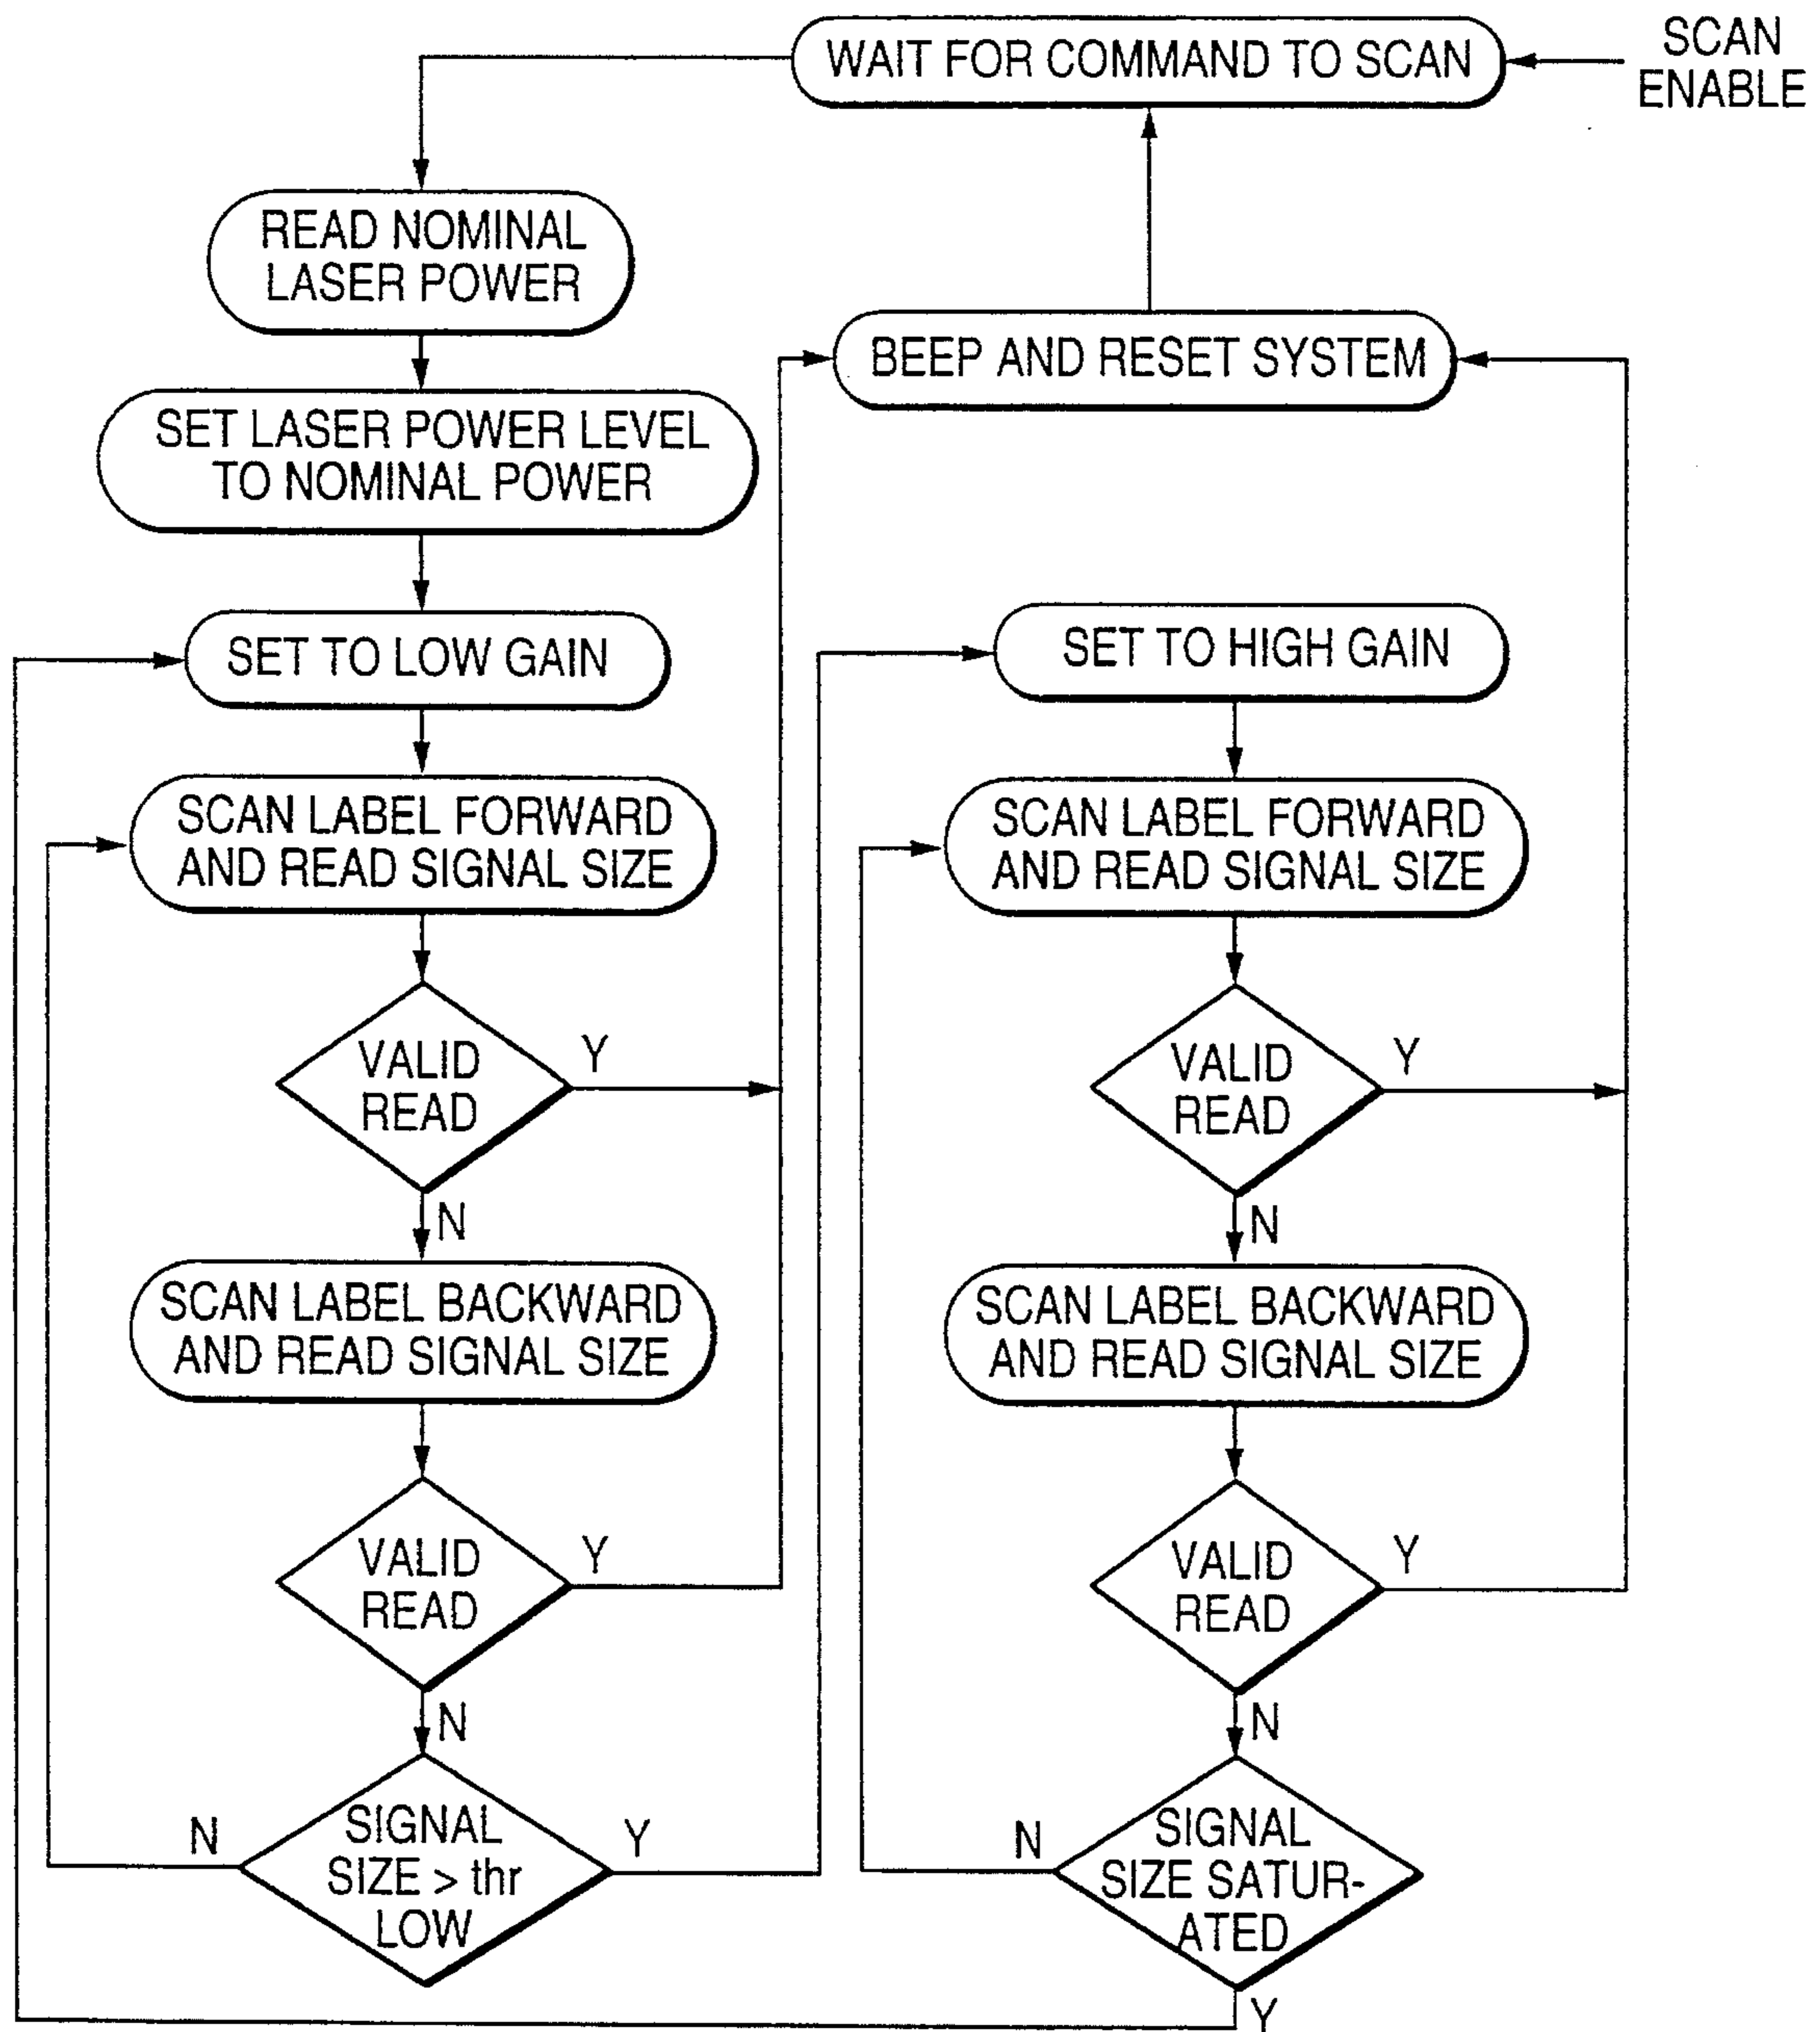 WAIT FOR COMMAND TO SCAN
SCAN
ENABLE
READ NOMINAL
LASER POWER
BEEP AND RESET SYSTEM
SET LASER POWER LEVEL
TO NOMINAL POWER
SET TO LOW GAIN
SET TO HIGH GAIN
SCAN LABEL FORWARD
AND READ SIGNAL SIZE
SCAN LABEL FORWARD
AND READ SIGNAL SIZE
VALID
READ
Y
N
VALID
READ
Y
N
SCAN LABEL BACKWARD
AND READ SIGNAL SIZE
SCAN LABEL BACKWARD
AND READ SIGNAL SIZE
VALID
READ
Y
N
VALID
READ
Y
N
N
SIGNAL
SIZE > thr
LOW
Y
N
SIGNAL
SIZE SATUR-
ATED
Y